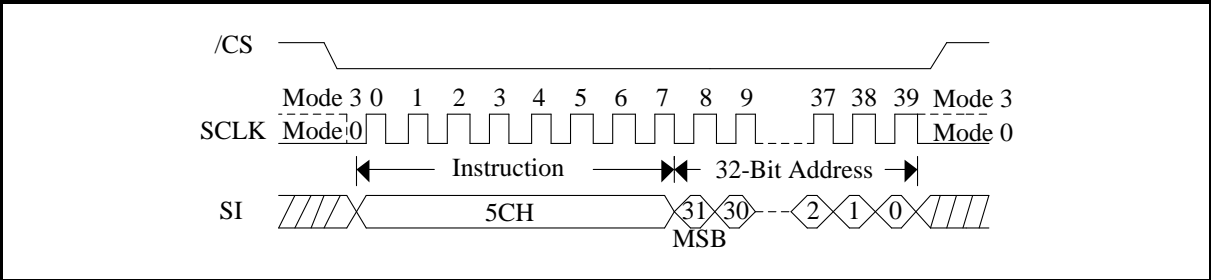 /CS
Mode 3 0 1 2 3 4 5 6 7 8 9 37 38 39 Mode 3
SCLK Mode 0 Mode 0
Instruction 32-Bit Address
SI 5CH 31 30 2 1 0
MSB